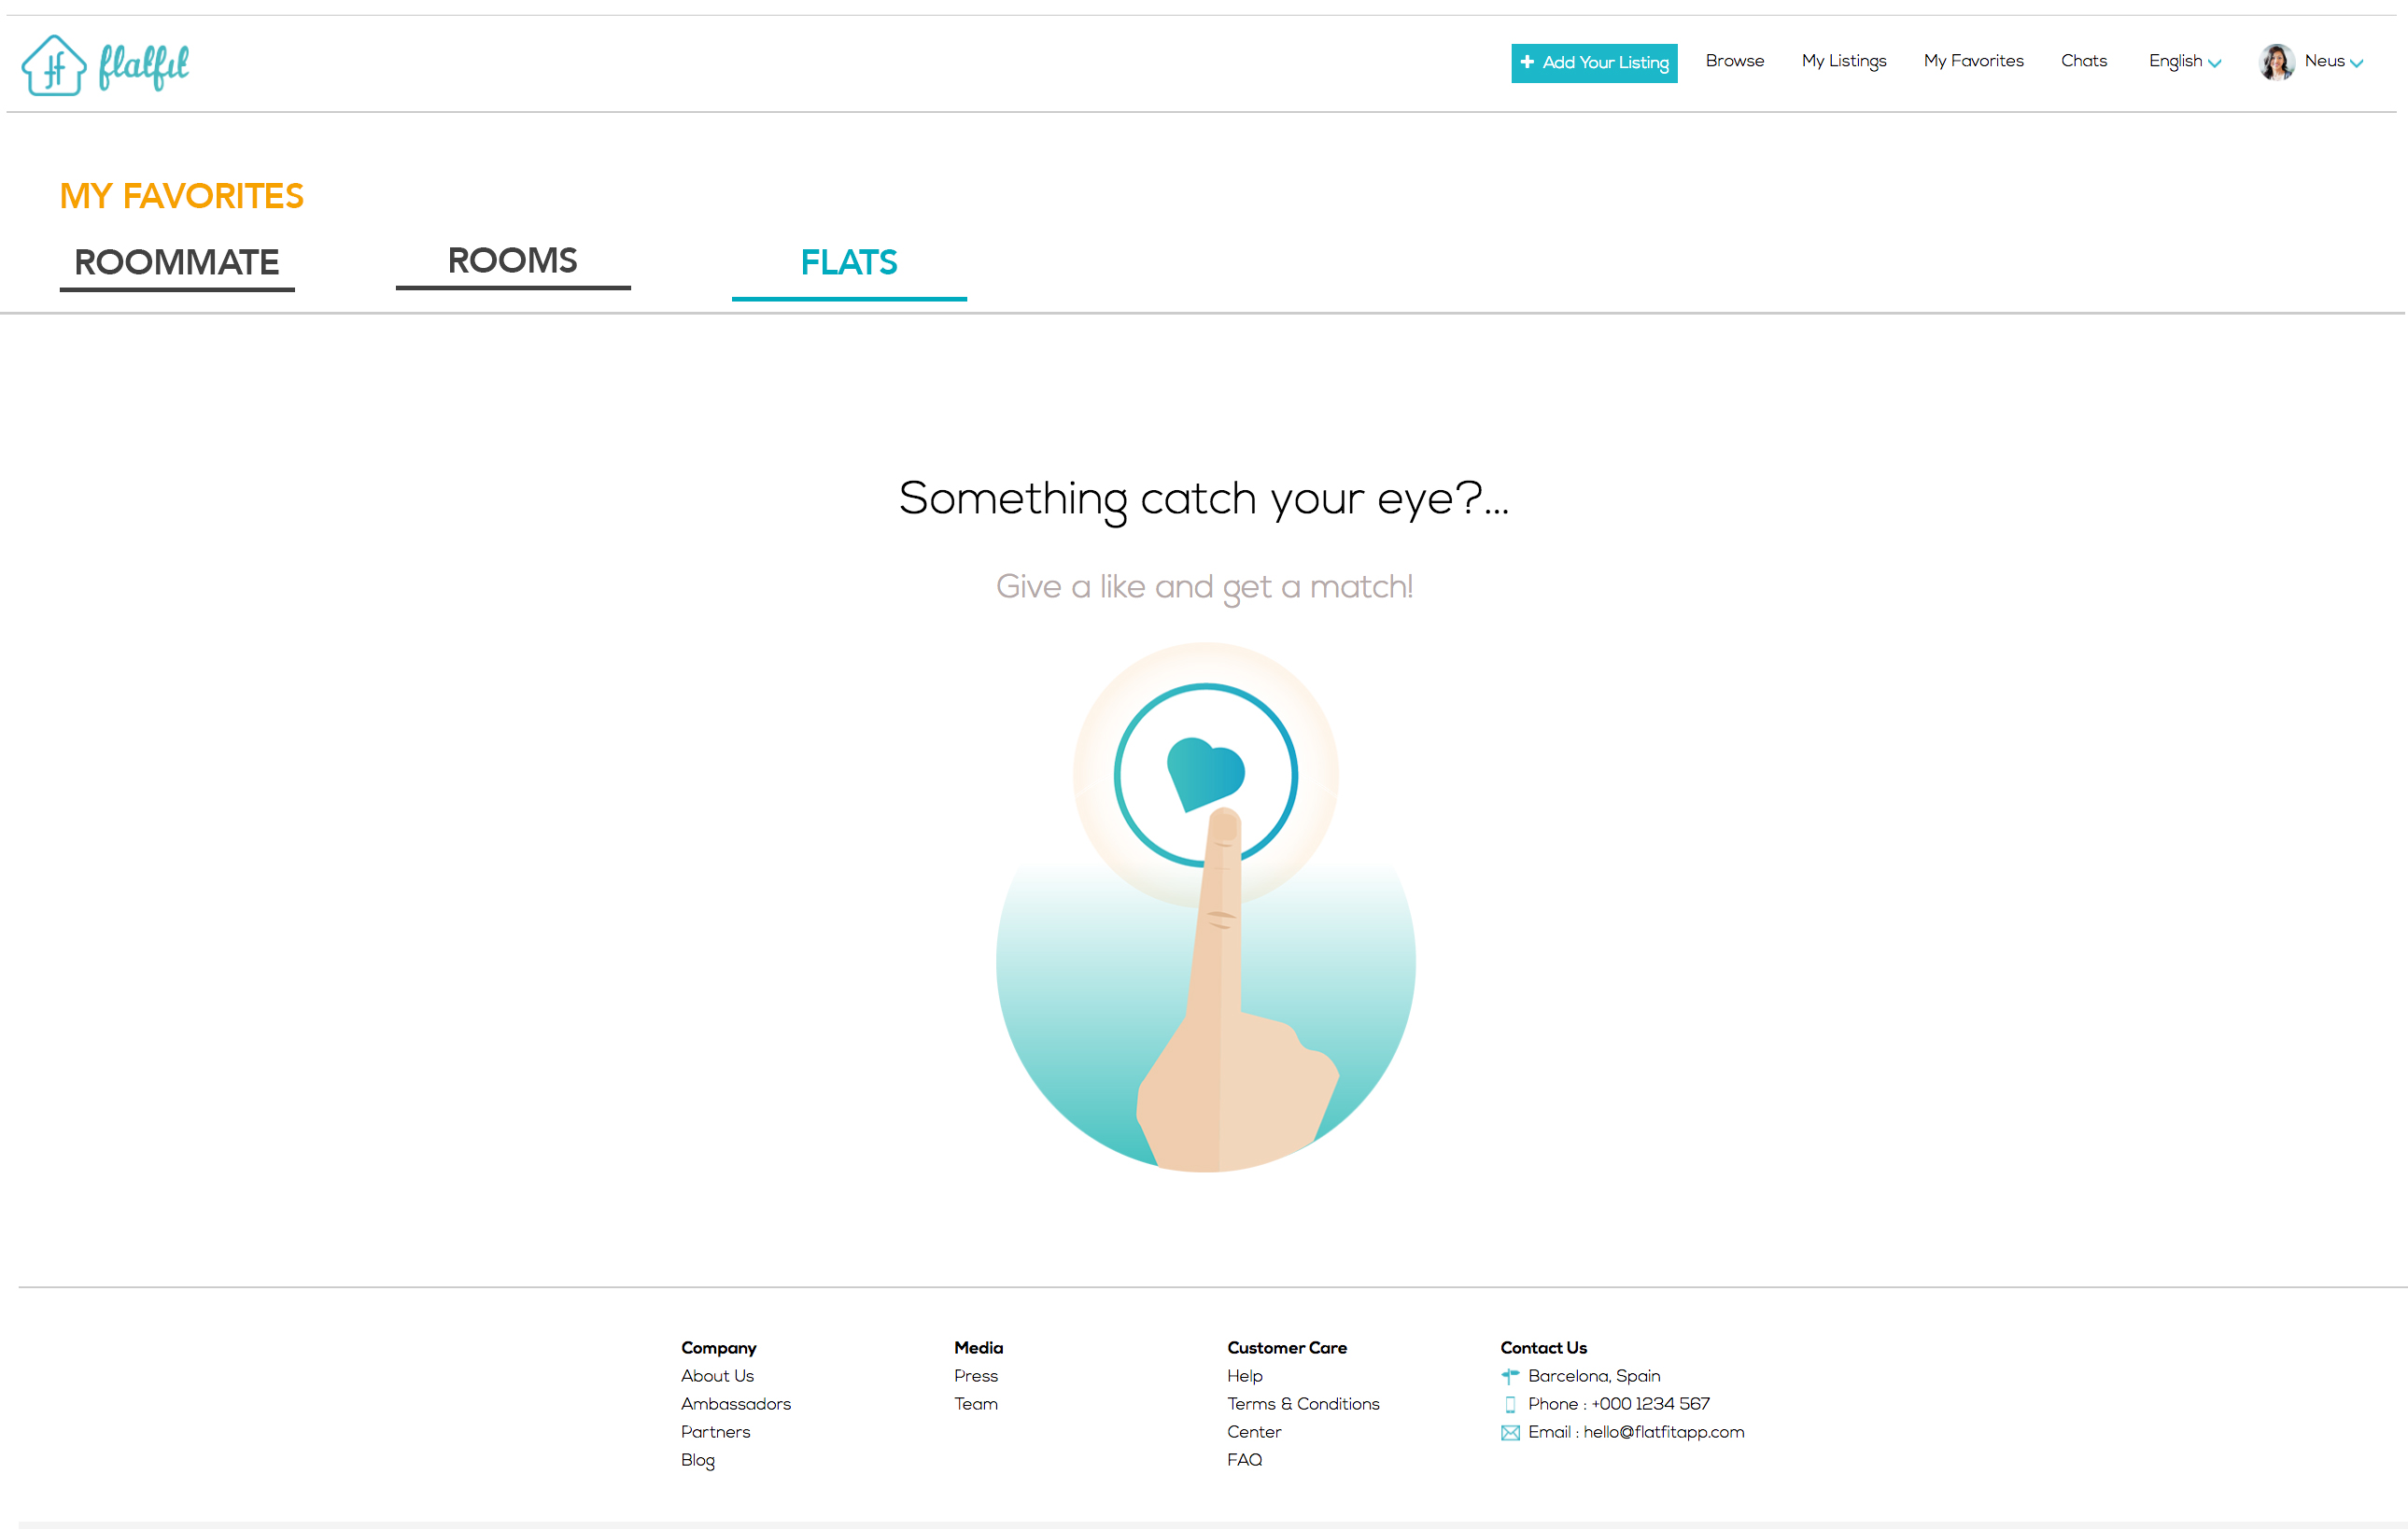 flatfit
+ Add Your Listing Browse My Listings My Favorites Chats English Neus
MY FAVORITES
ROOMMATE ROOMS FLATS
Something catch your eye?...
Give a like and get a match!
Company
About Us
Ambassadors
Partners
Blog
Media
Press
Team
Customer Care
Help
Terms & Conditions
Center
FAQ
Contact Us
Barcelona, Spain
Phone : +000 1234 567
Email : hello@flatfitapp.com